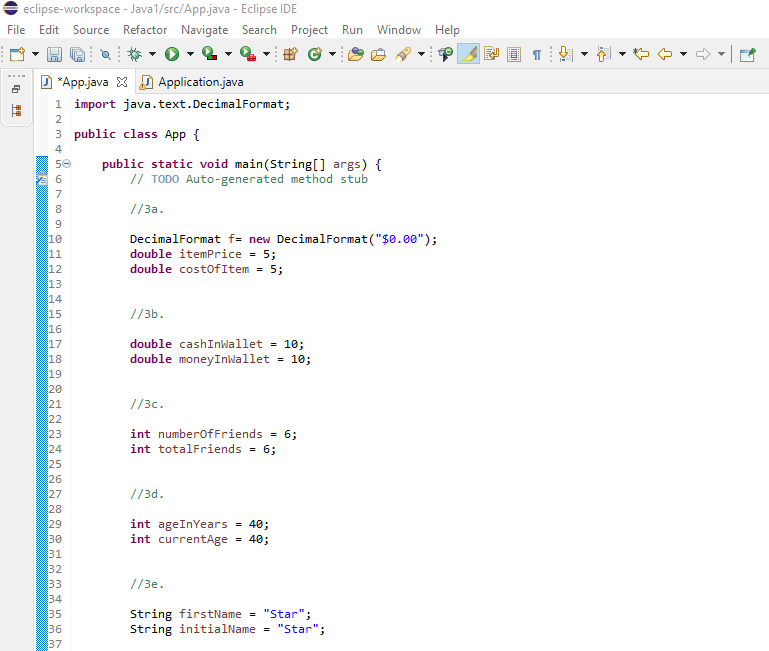 eclipse-workspace - Java1/src/App.java - Eclipse IDE
File Edit Source Refactor Navigate Search Project Run Window Help
*App.java Application.java
1 import java.text.DecimalFormat;
2
3 public class App {
4
5 public static void main(String[] args) {
6 // TODO Auto-generated method stub
7
8 //3a.
9
10 DecimalFormat f= new DecimalFormat("$0.00");
11 double itemPrice = 5;
12 double costOfItem = 5;
13
14
15 //3b.
16
17 double cashInWallet = 10;
18 double moneyInWallet = 10;
19
20
21 //3c.
22
23 int numberOfFriends = 6;
24 int totalFriends = 6;
25
26
27 //3d.
28
29 int ageInYears = 40;
30 int currentAge = 40;
31
32
33 //3e.
34
35 String firstName = "Star";
36 String initialName = "Star";
37